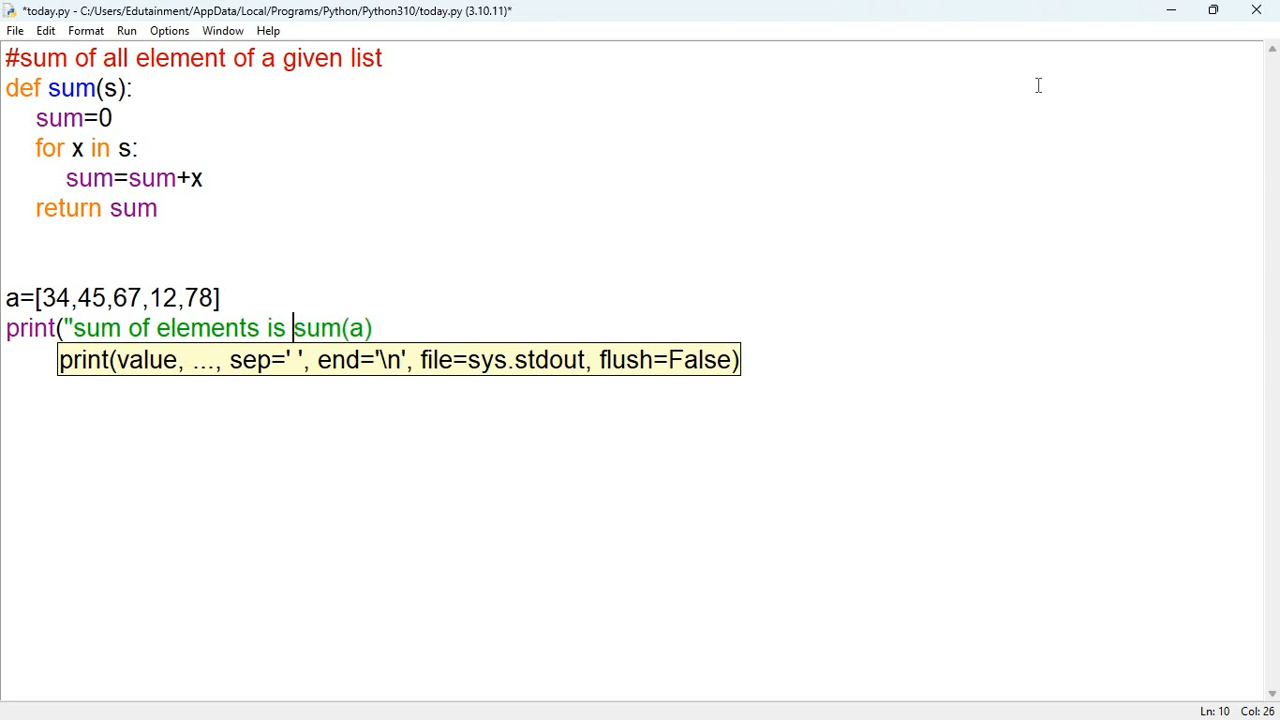 *today.py - C:/Users/Edutainment/AppData/Local/Programs/Python/Python310/today.py (3.10.11)*
File Edit Format Run Options Window Help
#sum of all element of a given list
def sum(s):
    sum=0
    for x in s:
        sum=sum+x
    return sum
a=[34,45,67,12,78]
print("sum of elements is sum(a)
print(value, ..., sep=' ', end='\n', file=sys.stdout, flush=False)
Ln: 10 Col: 26